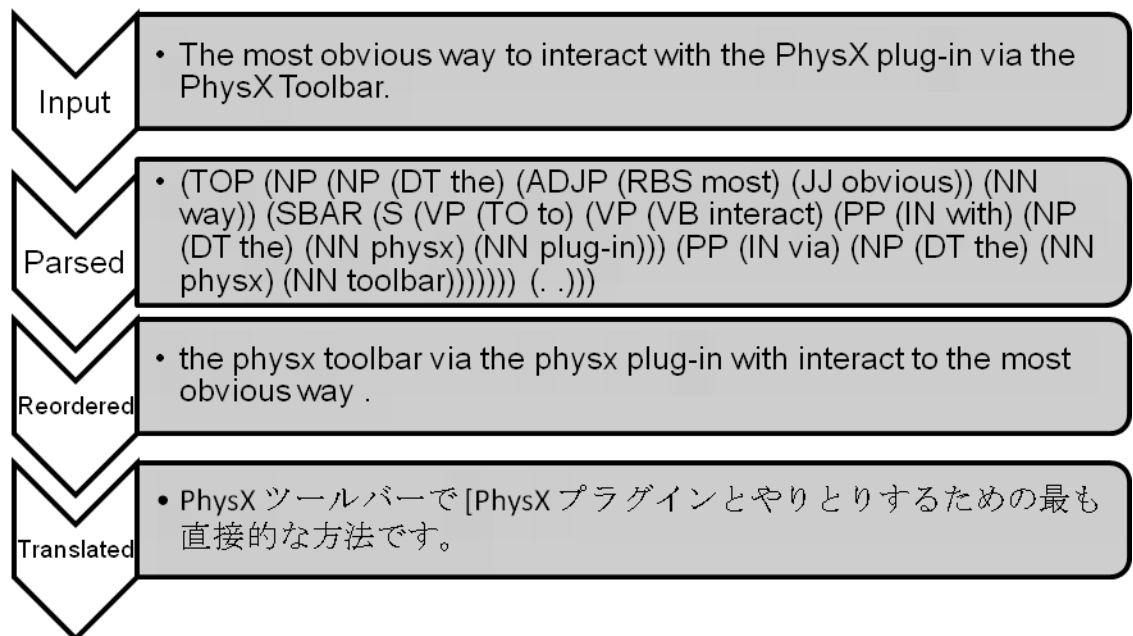 Input
• The most obvious way to interact with the PhysX plug-in via the
PhysX Toolbar.
Parsed
• (TOP (NP (NP (DT the) (ADJP (RBS most) (JJ obvious)) (NN
way)) (SBAR (S (VP (TO to) (VP (VB interact) (PP (IN with) (NP
(DT the) (NN physx) (NN plug-in))) (PP (IN via) (NP (DT the) (NN
physx) (NN toolbar))))))) (. .)))
Reordered
• the physx toolbar via the physx plug-in with interact to the most
obvious way .
Translated
• PhysX ツールバーで [PhysX プラグインとやりとりするための最も
直接的な方法です。